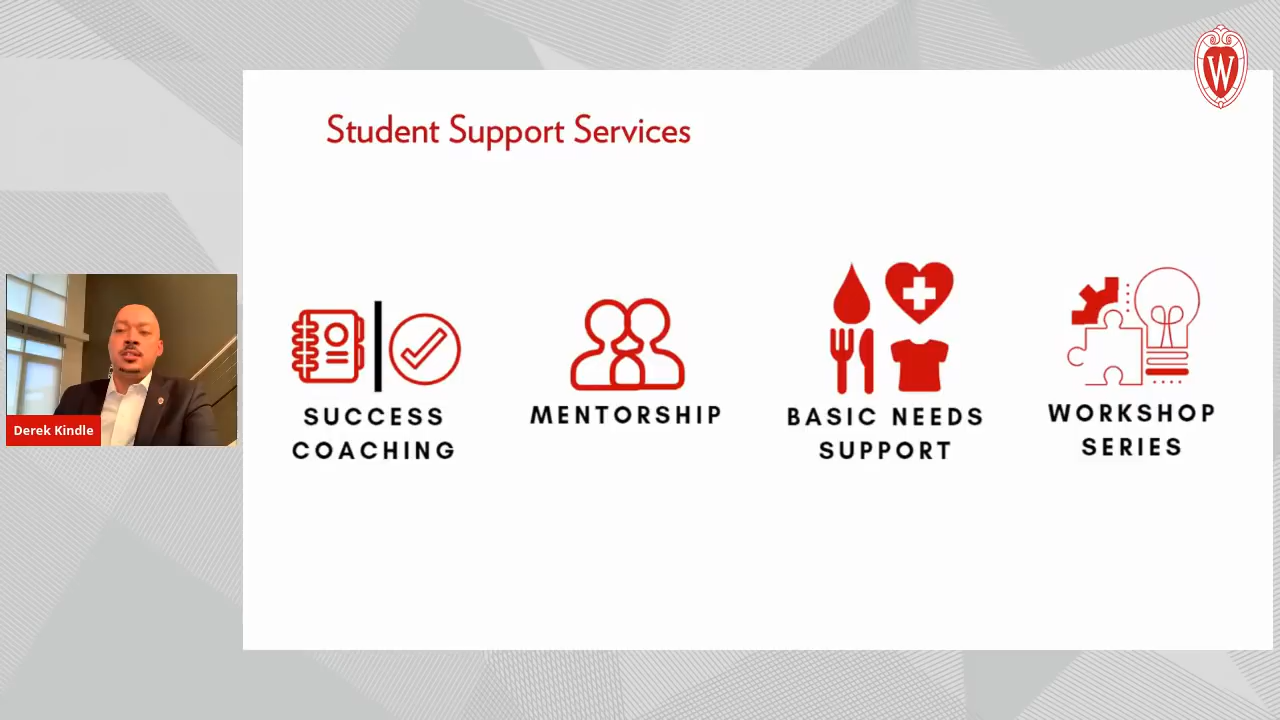 W
Student Support Services
SUCCESS
COACHING
MENTORSHIP
BASIC NEEDS
SUPPORT
WORKSHOP
SERIES
Derek Kindle